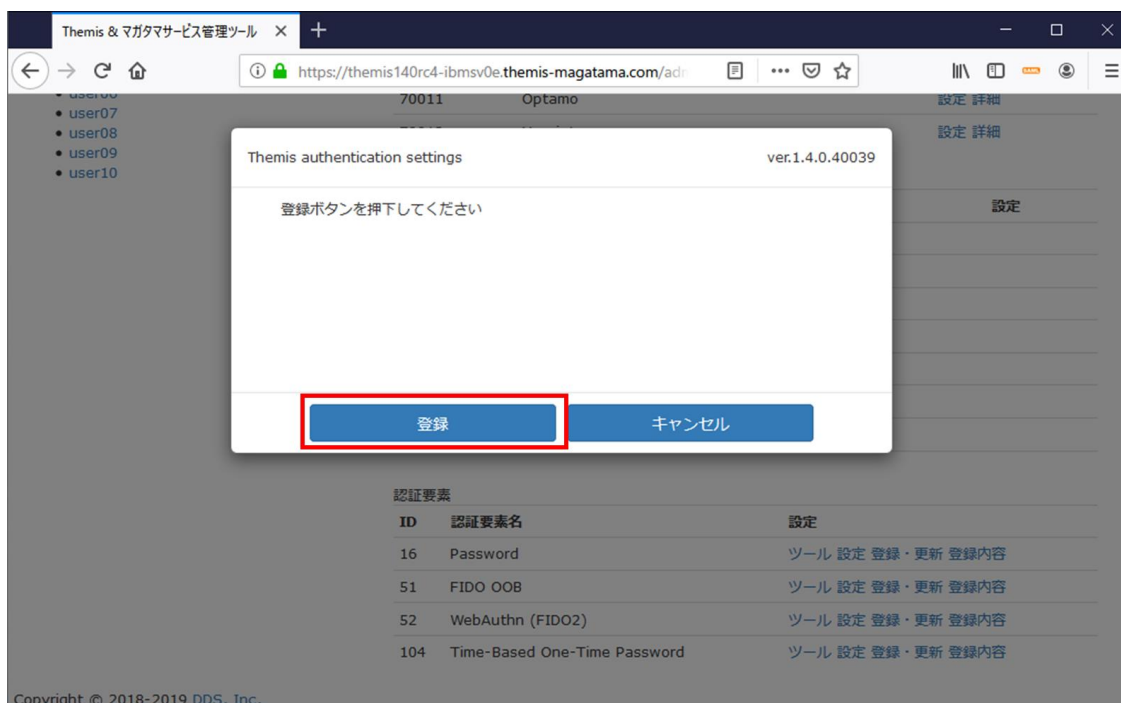 Themis & マガタマサービス管理ツール
https://themis140rc4-ibmsv0e.themis-magatama.com/adr
user07
user08
user09
user10
70011 Optamo 設定 詳細
設定 詳細
Themis authentication settings ver.1.4.0.40039
登録ボタンを押下してください
設定
登録 キャンセル
認証要素
ID 認証要素名 設定
16 Password ツール 設定 登録・更新 登録内容
51 FIDO OOB ツール 設定 登録・更新 登録内容
52 WebAuthn (FIDO2) ツール 設定 登録・更新 登録内容
104 Time-Based One-Time Password ツール 設定 登録・更新 登録内容
Copyright © 2018-2019 DDS, Inc.